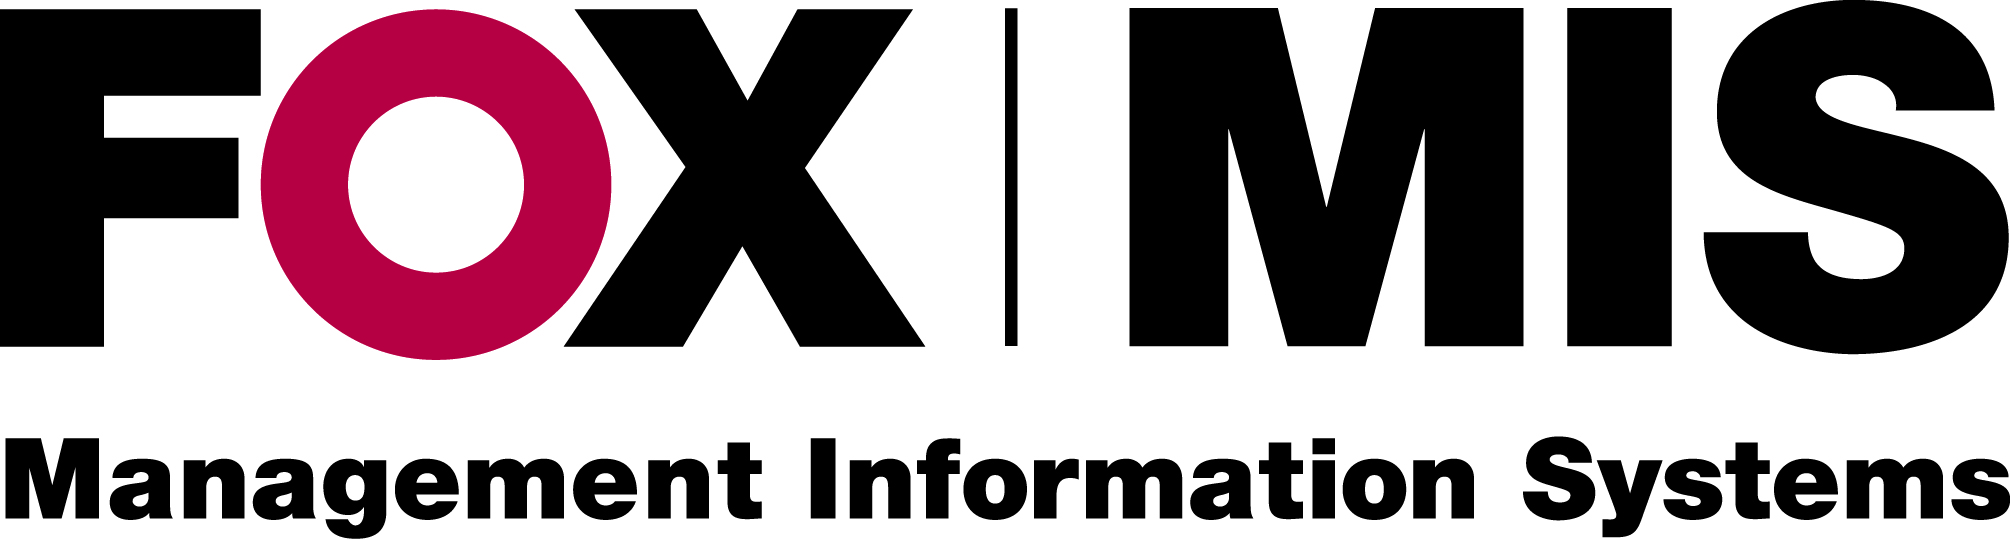 FOX | MIS
Management Information Systems